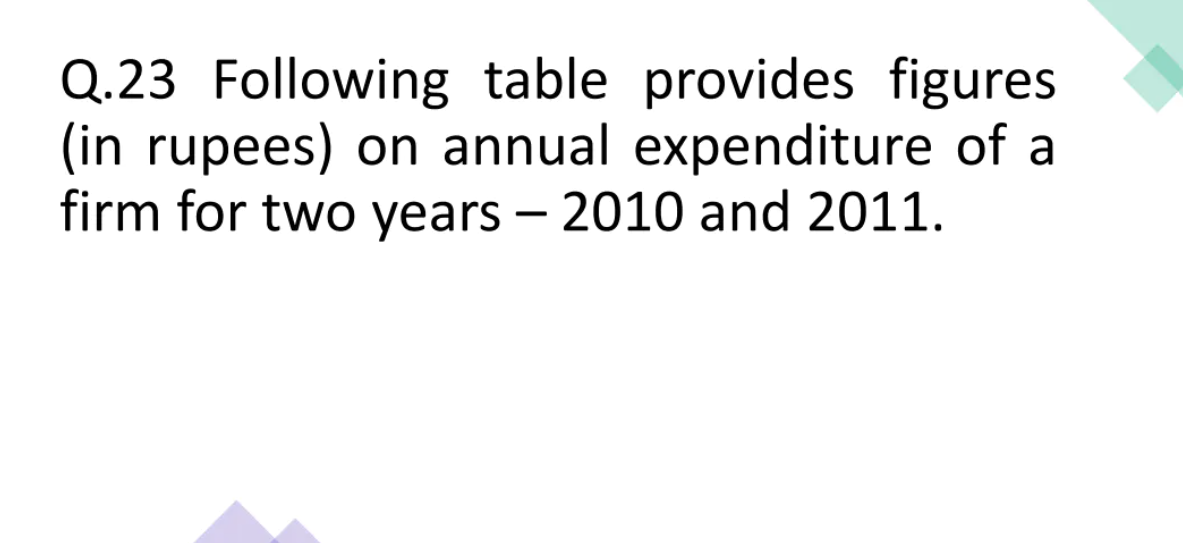 Q.23 Following table provides figures
(in rupees) on annual expenditure of a
firm for two years – 2010 and 2011.